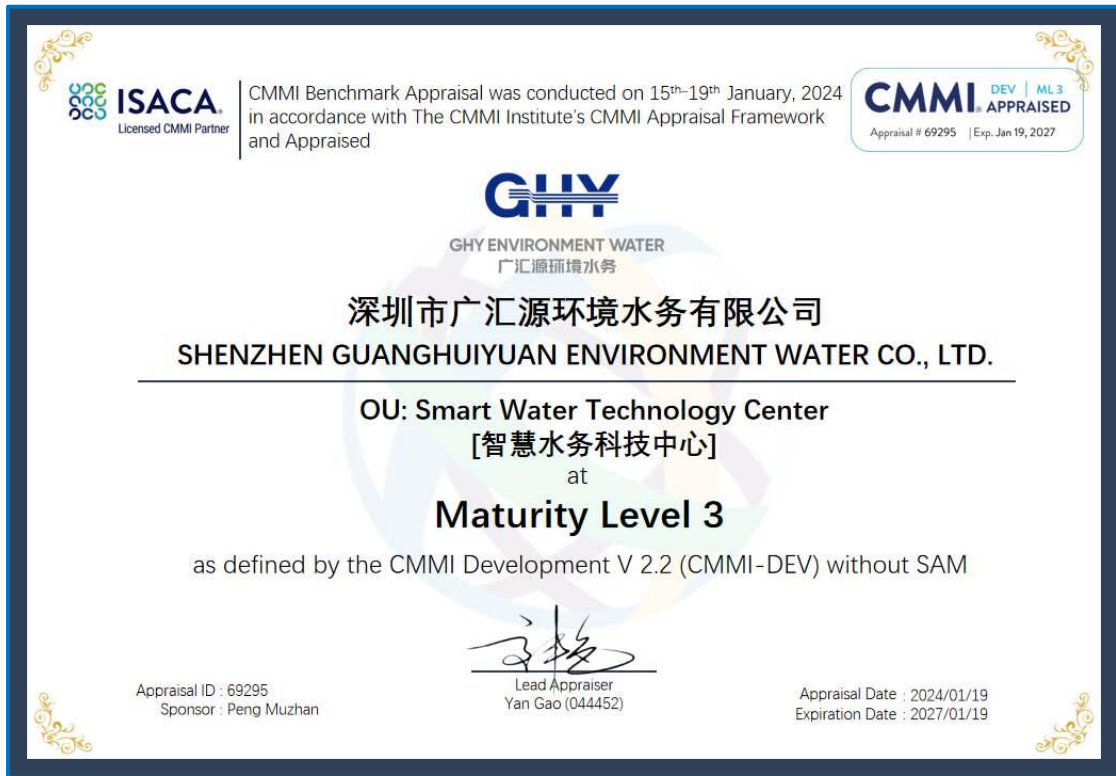 ISACA.
Licensed CMMI Partner
CMMI Benchmark Appraisal was conducted on 15th-19th January, 2024
in accordance with The CMMI Institute's CMMI Appraisal Framework
and Appraised
CMMI. DEV | ML 3
APPRAISED
Appraisal # 69295 | Exp. Jan 19, 2027
GHY
GHY ENVIRONMENT WATER
广汇源环境水务
深圳市广汇源环境水务有限公司
SHENZHEN GUANGHUIYUAN ENVIRONMENT WATER CO., LTD.
OU: Smart Water Technology Center
[智慧水务科技中心]
at
Maturity Level 3
as defined by the CMMI Development V 2.2 (CMMI-DEV) without SAM
Lead Appraiser
Yan Gao (044452)
Appraisal ID : 69295
Sponsor : Peng Muzhan
Appraisal Date : 2024/01/19
Expiration Date : 2027/01/19